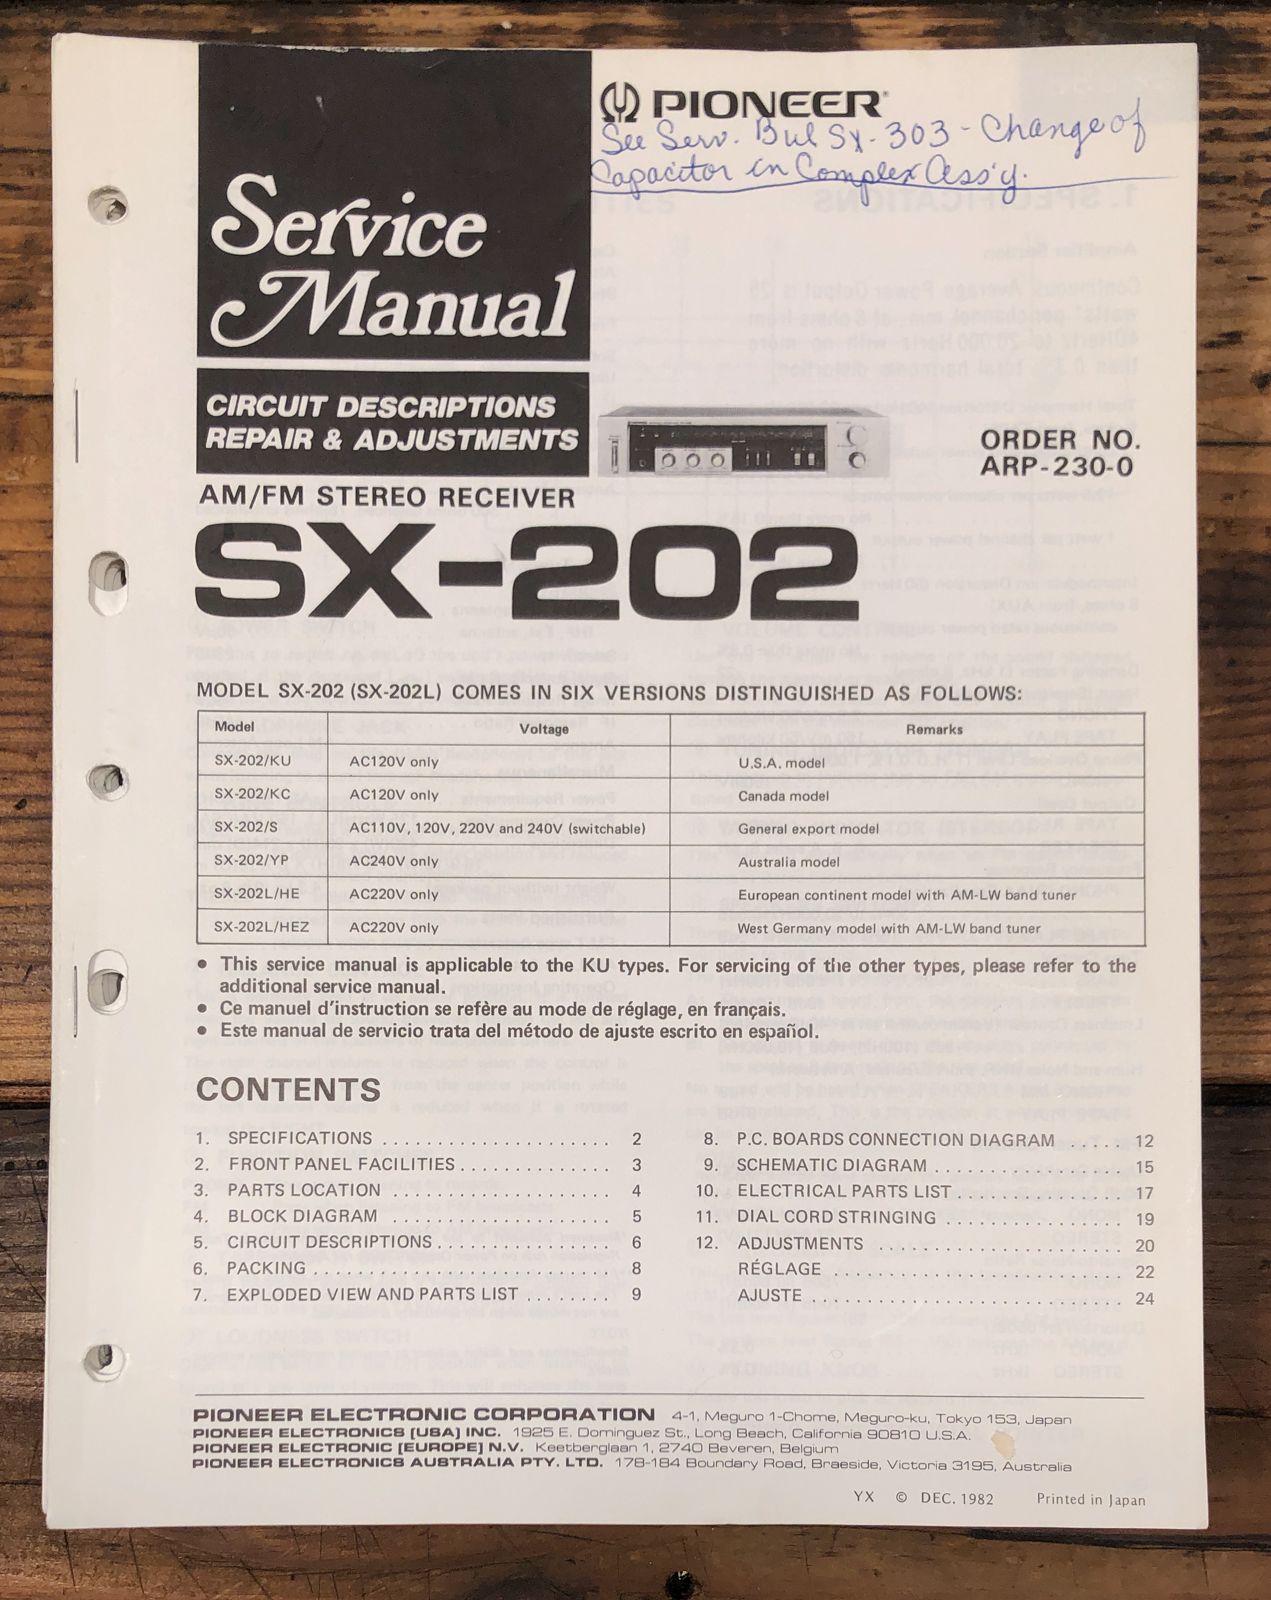 PIONEER
See Serv. Bul SX-303 - Change of
Capacitor in Complex Ass'y.
Service
Manual
CIRCUIT DESCRIPTIONS
REPAIR & ADJUSTMENTS
ORDER NO.
ARP-230-0
AM/FM STEREO RECEIVER
SX-202
MODEL SX-202 (SX-202L) COMES IN SIX VERSIONS DISTINGUISHED AS FOLLOWS:
Model Voltage Remarks
SX-202/KU AC120V only U.S.A. model
SX-202/KC AC120V only Canada model
SX-202/S AC110V, 120V, 220V and 240V (switchable) General export model
SX-202/YP AC240V only Australia model
SX-202L/HE AC220V only European continent model with AM-LW band tuner
SX-202L/HEZ AC220V only West Germany model with AM-LW band tuner
● This service manual is applicable to the KU types. For servicing of the other types, please refer to the
additional service manual.
● Ce manuel d'instruction se refère au mode de réglage, en français.
● Este manual de servicio trata del método de ajuste escrito en español.
CONTENTS
1. SPECIFICATIONS . . . . . . . . . . . . . . . . . . . . . 2
2. FRONT PANEL FACILITIES . . . . . . . . . . . . . . 3
3. PARTS LOCATION . . . . . . . . . . . . . . . . . . . . 4
4. BLOCK DIAGRAM . . . . . . . . . . . . . . . . . . . . 5
5. CIRCUIT DESCRIPTIONS . . . . . . . . . . . . . . . . 6
6. PACKING . . . . . . . . . . . . . . . . . . . . . . . . . . . 8
7. EXPLODED VIEW AND PARTS LIST . . . . . . . . 9
8. P.C. BOARDS CONNECTION DIAGRAM . . . . . 12
9. SCHEMATIC DIAGRAM . . . . . . . . . . . . . . . . . 15
10. ELECTRICAL PARTS LIST . . . . . . . . . . . . . . . 17
11. DIAL CORD STRINGING . . . . . . . . . . . . . . . . 19
12. ADJUSTMENTS . . . . . . . . . . . . . . . . . . . . . . 20
RÉGLAGE . . . . . . . . . . . . . . . . . . . . . . . . . . 22
AJUSTE . . . . . . . . . . . . . . . . . . . . . . . . . . . . 24
PIONEER ELECTRONIC CORPORATION 4-1, Meguro 1-Chome, Meguro-ku, Tokyo 153, Japan
PIONEER ELECTRONICS [USA] INC. 1925 E. Dominguez St., Long Beach, California 90810 U.S.A.
PIONEER ELECTRONIC [EUROPE] N.V. Keetberglaan 1, 2740 Beveren, Belgium
PIONEER ELECTRONICS AUSTRALIA PTY. LTD. 178-184 Boundary Road, Braeside, Victoria 3195, Australia
YX © DEC. 1982 Printed in Japan